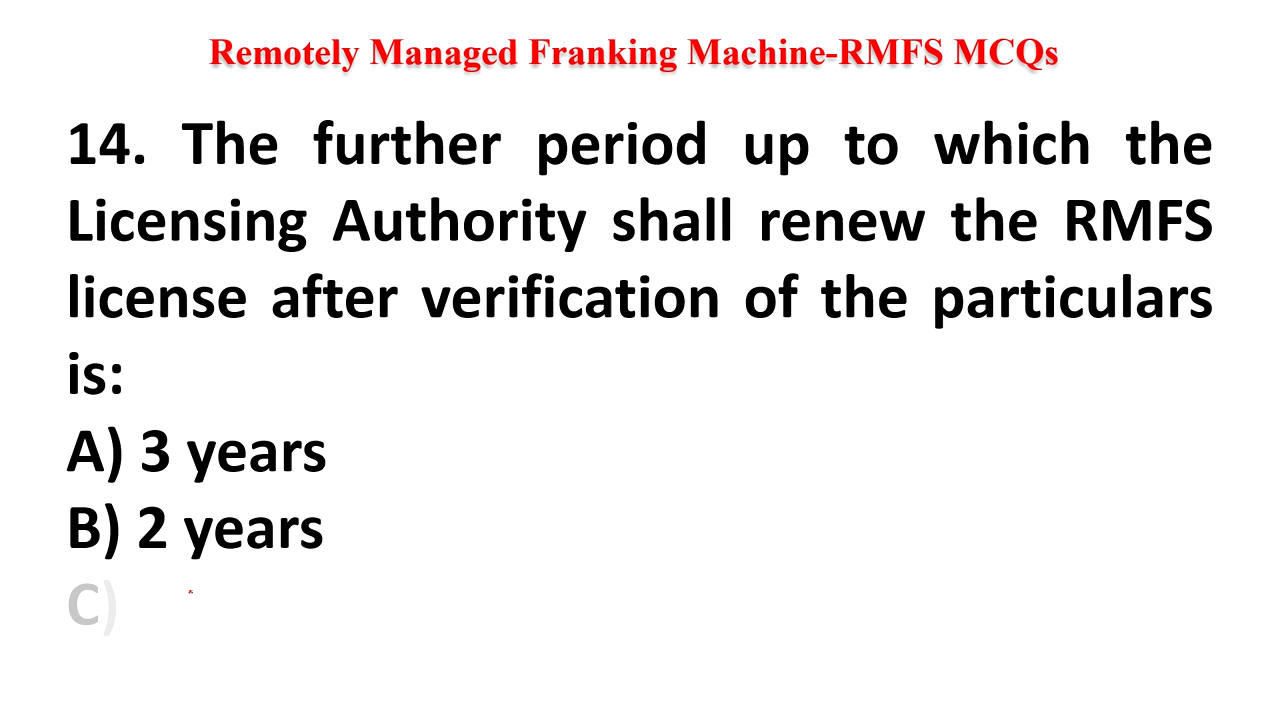 Remotely Managed Franking Machine-RMFS MCQs
14. The further period up to which the
Licensing Authority shall renew the RMFS
license after verification of the particulars
is:
A) 3 years
B) 2 years
C)